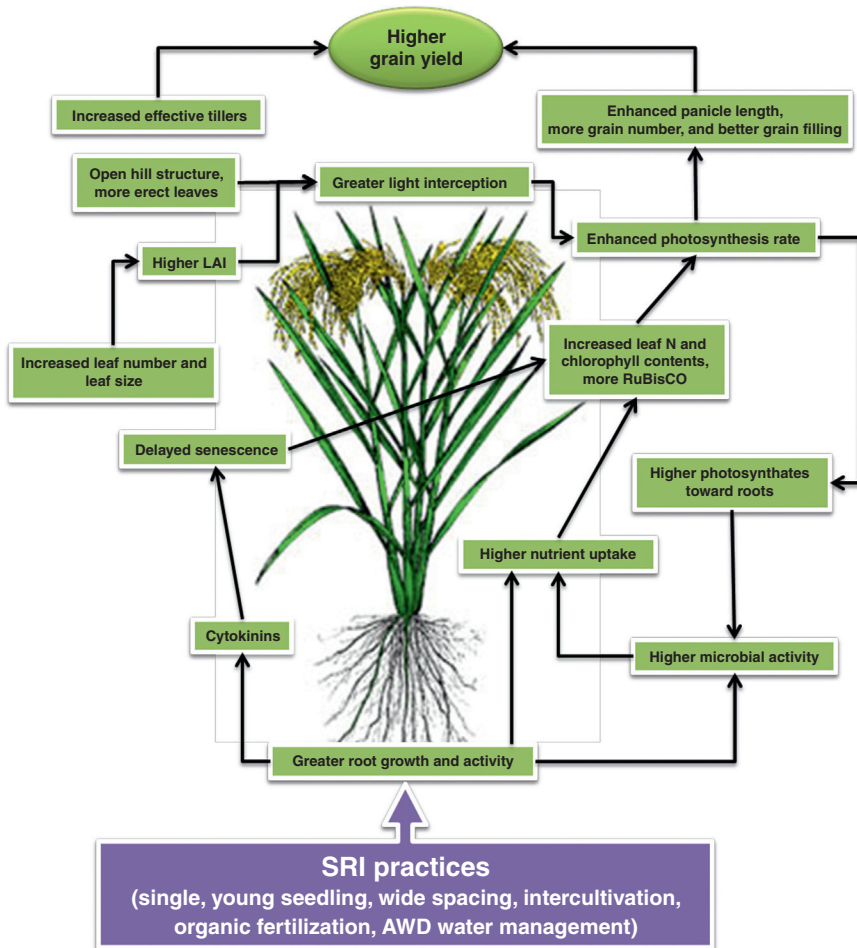 Higher
grain yield
Increased effective tillers
Enhanced panicle length,
more grain number, and better grain filling
Open hill structure,
more erect leaves
Greater light interception
Enhanced photosynthesis rate
Higher LAI
Increased leaf number and
leaf size
Increased leaf N and
chlorophyll contents,
more RuBisCO
Delayed senescence
Higher photosynthates
toward roots
Higher nutrient uptake
Cytokinins
Higher microbial activity
Greater root growth and activity
SRI practices
(single, young seedling, wide spacing, intercultivation,
organic fertilization, AWD water management)